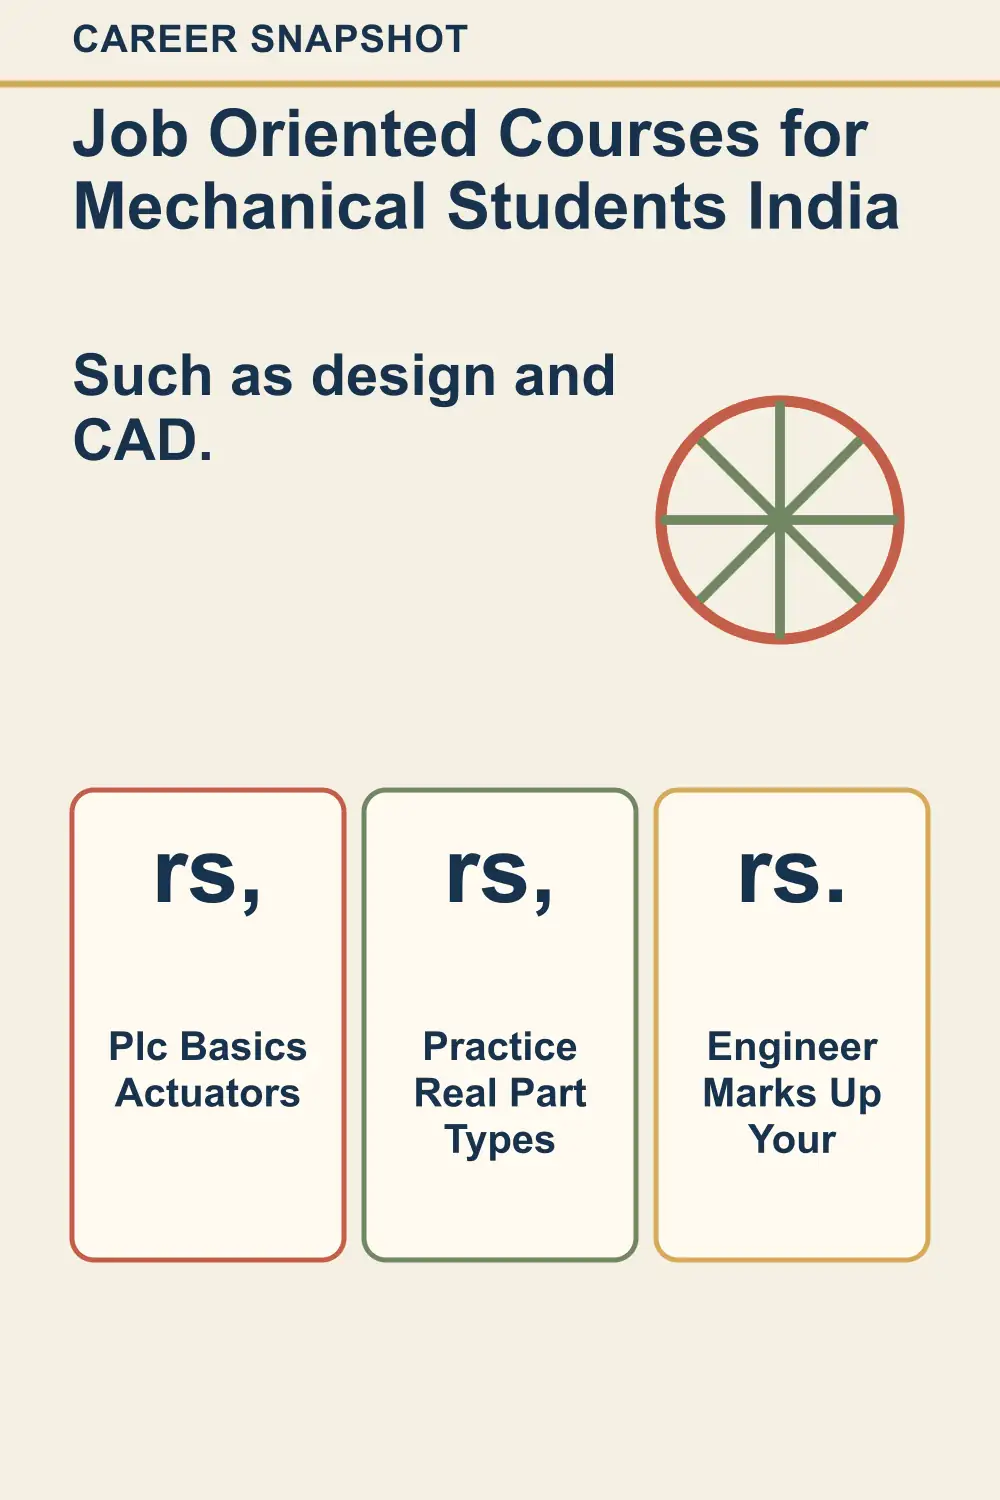 CAREER SNAPSHOT
Job Oriented Courses for
Mechanical Students India
Such as design and
CAD.
rs,
Plc Basics
Actuators
rs,
Practice
Real Part
Types
rs.
Engineer
Marks Up
Your